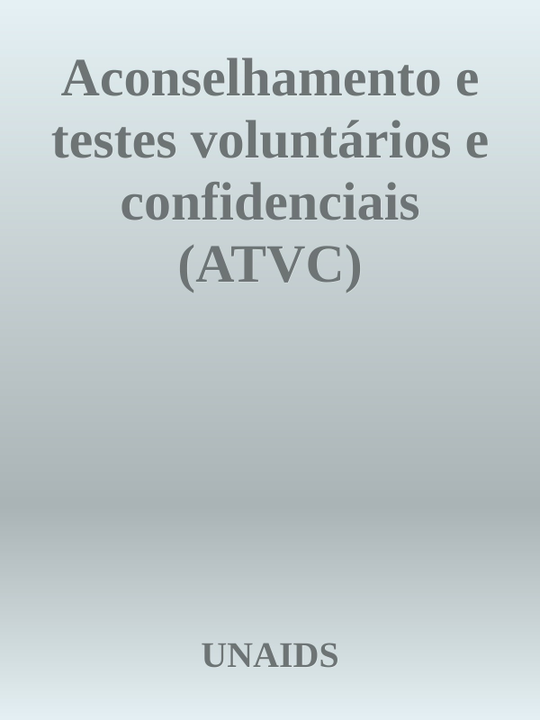 Aconselhamento e
testes voluntários e
confidenciais
(ATVC)
UNAIDS